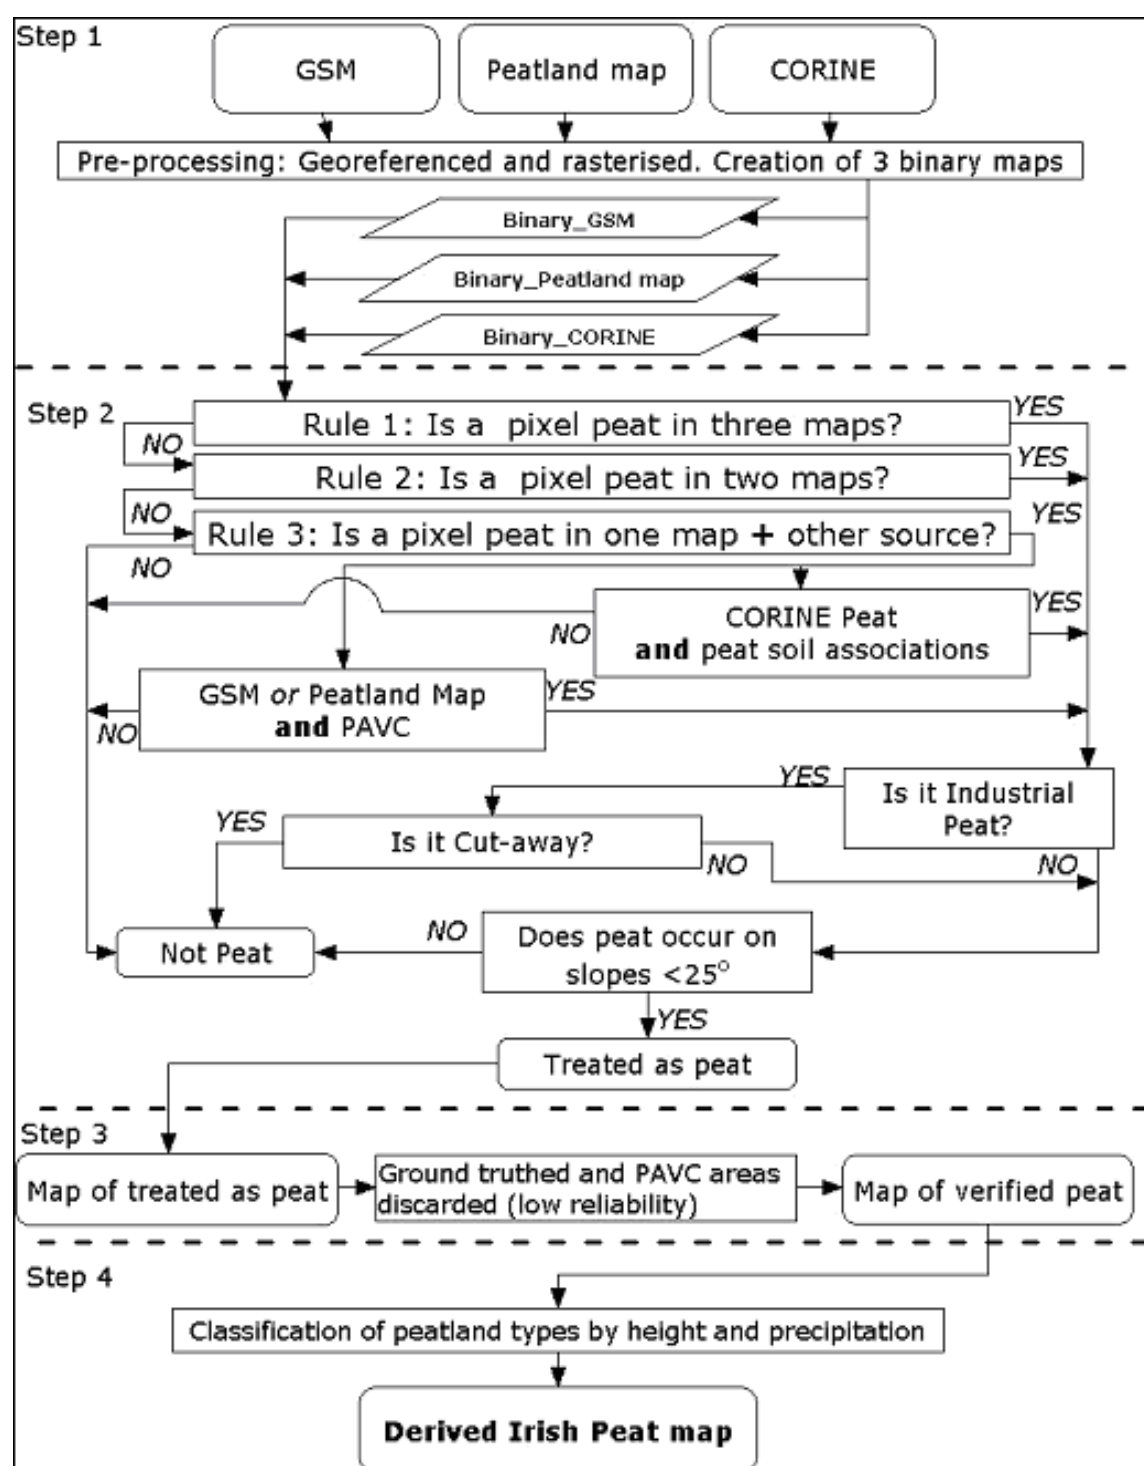 Step 1
GSM
Peatland map
CORINE
Pre-processing: Georeferenced and rasterised. Creation of 3 binary maps
Binary_GSM
Binary_Peatland map
Binary_CORINE
Step 2
Rule 1: Is a pixel peat in three maps?
YES
NO
Rule 2: Is a pixel peat in two maps?
YES
NO
Rule 3: Is a pixel peat in one map + other source?
YES
NO
CORINE Peat
and peat soil associations
YES
NO
GSM or Peatland Map
and PAVC
YES
NO
Is it Industrial
Peat?
YES
NO
Is it Cut-away?
YES
NO
Not Peat
NO
Does peat occur on
slopes <25°
YES
Treated as peat
Step 3
Map of treated as peat
Ground truthed and PAVC areas
discarded (low reliability)
Map of verified peat
Step 4
Classification of peatland types by height and precipitation
Derived Irish Peat map